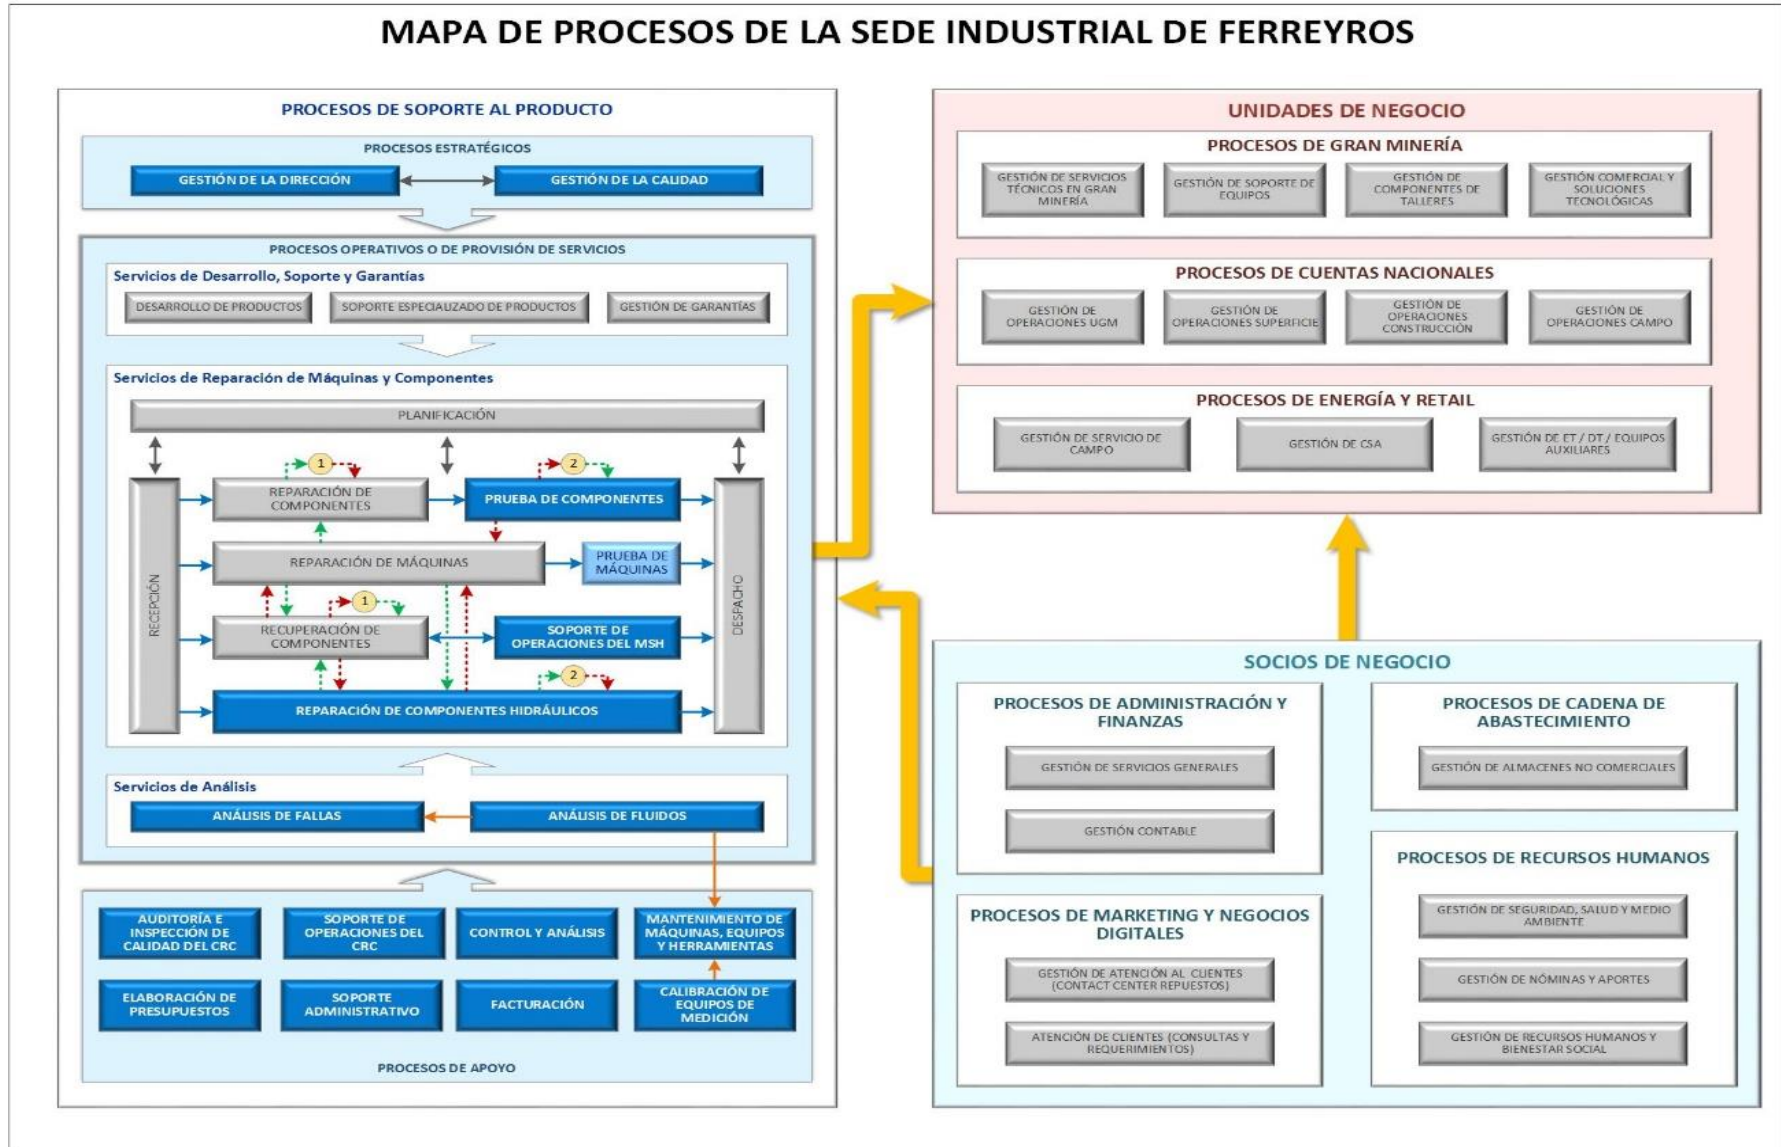 MAPA DE PROCESOS DE LA SEDE INDUSTRIAL DE FERREYROS
PROCESOS DE SOPORTE AL PRODUCTO
PROCESOS ESTRATÉGICOS
GESTIÓN DE LA DIRECCIÓN
GESTIÓN DE LA CALIDAD
PROCESOS OPERATIVOS O DE PROVISIÓN DE SERVICIOS
Servicios de Desarrollo, Soporte y Garantías
DESARROLLO DE PRODUCTOS
SOPORTE ESPECIALIZADO DE PRODUCTOS
GESTIÓN DE GARANTÍAS
Servicios de Reparación de Máquinas y Componentes
PLANIFICACIÓN
1
2
RECEPCIÓN
REPARACIÓN DE
COMPONENTES
PRUEBA DE COMPONENTES
REPARACIÓN DE MÁQUINAS
PRUEBA DE
MÁQUINAS
DESPACHO
1
RECUPERACIÓN DE
COMPONENTES
SOPORTE DE
OPERACIONES DEL MSH
2
REPARACIÓN DE COMPONENTES HIDRÁULICOS
Servicios de Análisis
ANÁLISIS DE FALLAS
ANÁLISIS DE FLUIDOS
AUDITORÍA E
INSPECCIÓN DE
CALIDAD DEL CRC
SOPORTE DE
OPERACIONES DEL
CRC
CONTROL Y ANÁLISIS
MANTENIMIENTO DE
MÁQUINAS, EQUIPOS
Y HERRAMIENTAS
ELABORACIÓN DE
PRESUPUESTOS
SOPORTE
ADMINISTRATIVO
FACTURACIÓN
CALIBRACIÓN DE
EQUIPOS DE
MEDICIÓN
PROCESOS DE APOYO
UNIDADES DE NEGOCIO
PROCESOS DE GRAN MINERÍA
GESTIÓN DE SERVICIOS
TÉCNICOS EN GRAN
MINERÍA
GESTIÓN DE SOPORTE DE
EQUIPOS
GESTIÓN DE
COMPONENTES DE
TALLERES
GESTIÓN COMERCIAL Y
SOLUCIONES
TECNOLÓGICAS
PROCESOS DE CUENTAS NACIONALES
GESTIÓN DE
OPERACIONES UGM
GESTIÓN DE
OPERACIONES SUPERFICIE
GESTIÓN DE
OPERACIONES
CONSTRUCCIÓN
GESTIÓN DE
OPERACIONES CAMPO
PROCESOS DE ENERGÍA Y RETAIL
GESTIÓN DE SERVICIO DE
CAMPO
GESTIÓN DE CSA
GESTIÓN DE ET / DT / EQUIPOS
AUXILIARES
SOCIOS DE NEGOCIO
PROCESOS DE ADMINISTRACIÓN Y
FINANZAS
GESTIÓN DE SERVICIOS GENERALES
GESTIÓN CONTABLE
PROCESOS DE CADENA DE
ABASTECIMIENTO
GESTIÓN DE ALMACENES NO COMERCIALES
PROCESOS DE MARKETING Y NEGOCIOS
DIGITALES
GESTIÓN DE ATENCIÓN AL CLIENTES
(CONTACT CENTER REPUESTOS)
ATENCIÓN DE CLIENTES (CONSULTAS Y
REQUERIMIENTOS)
PROCESOS DE RECURSOS HUMANOS
GESTIÓN DE SEGURIDAD, SALUD Y MEDIO
AMBIENTE
GESTIÓN DE NÓMINAS Y APORTES
GESTIÓN DE RECURSOS HUMANOS Y
BIENESTAR SOCIAL